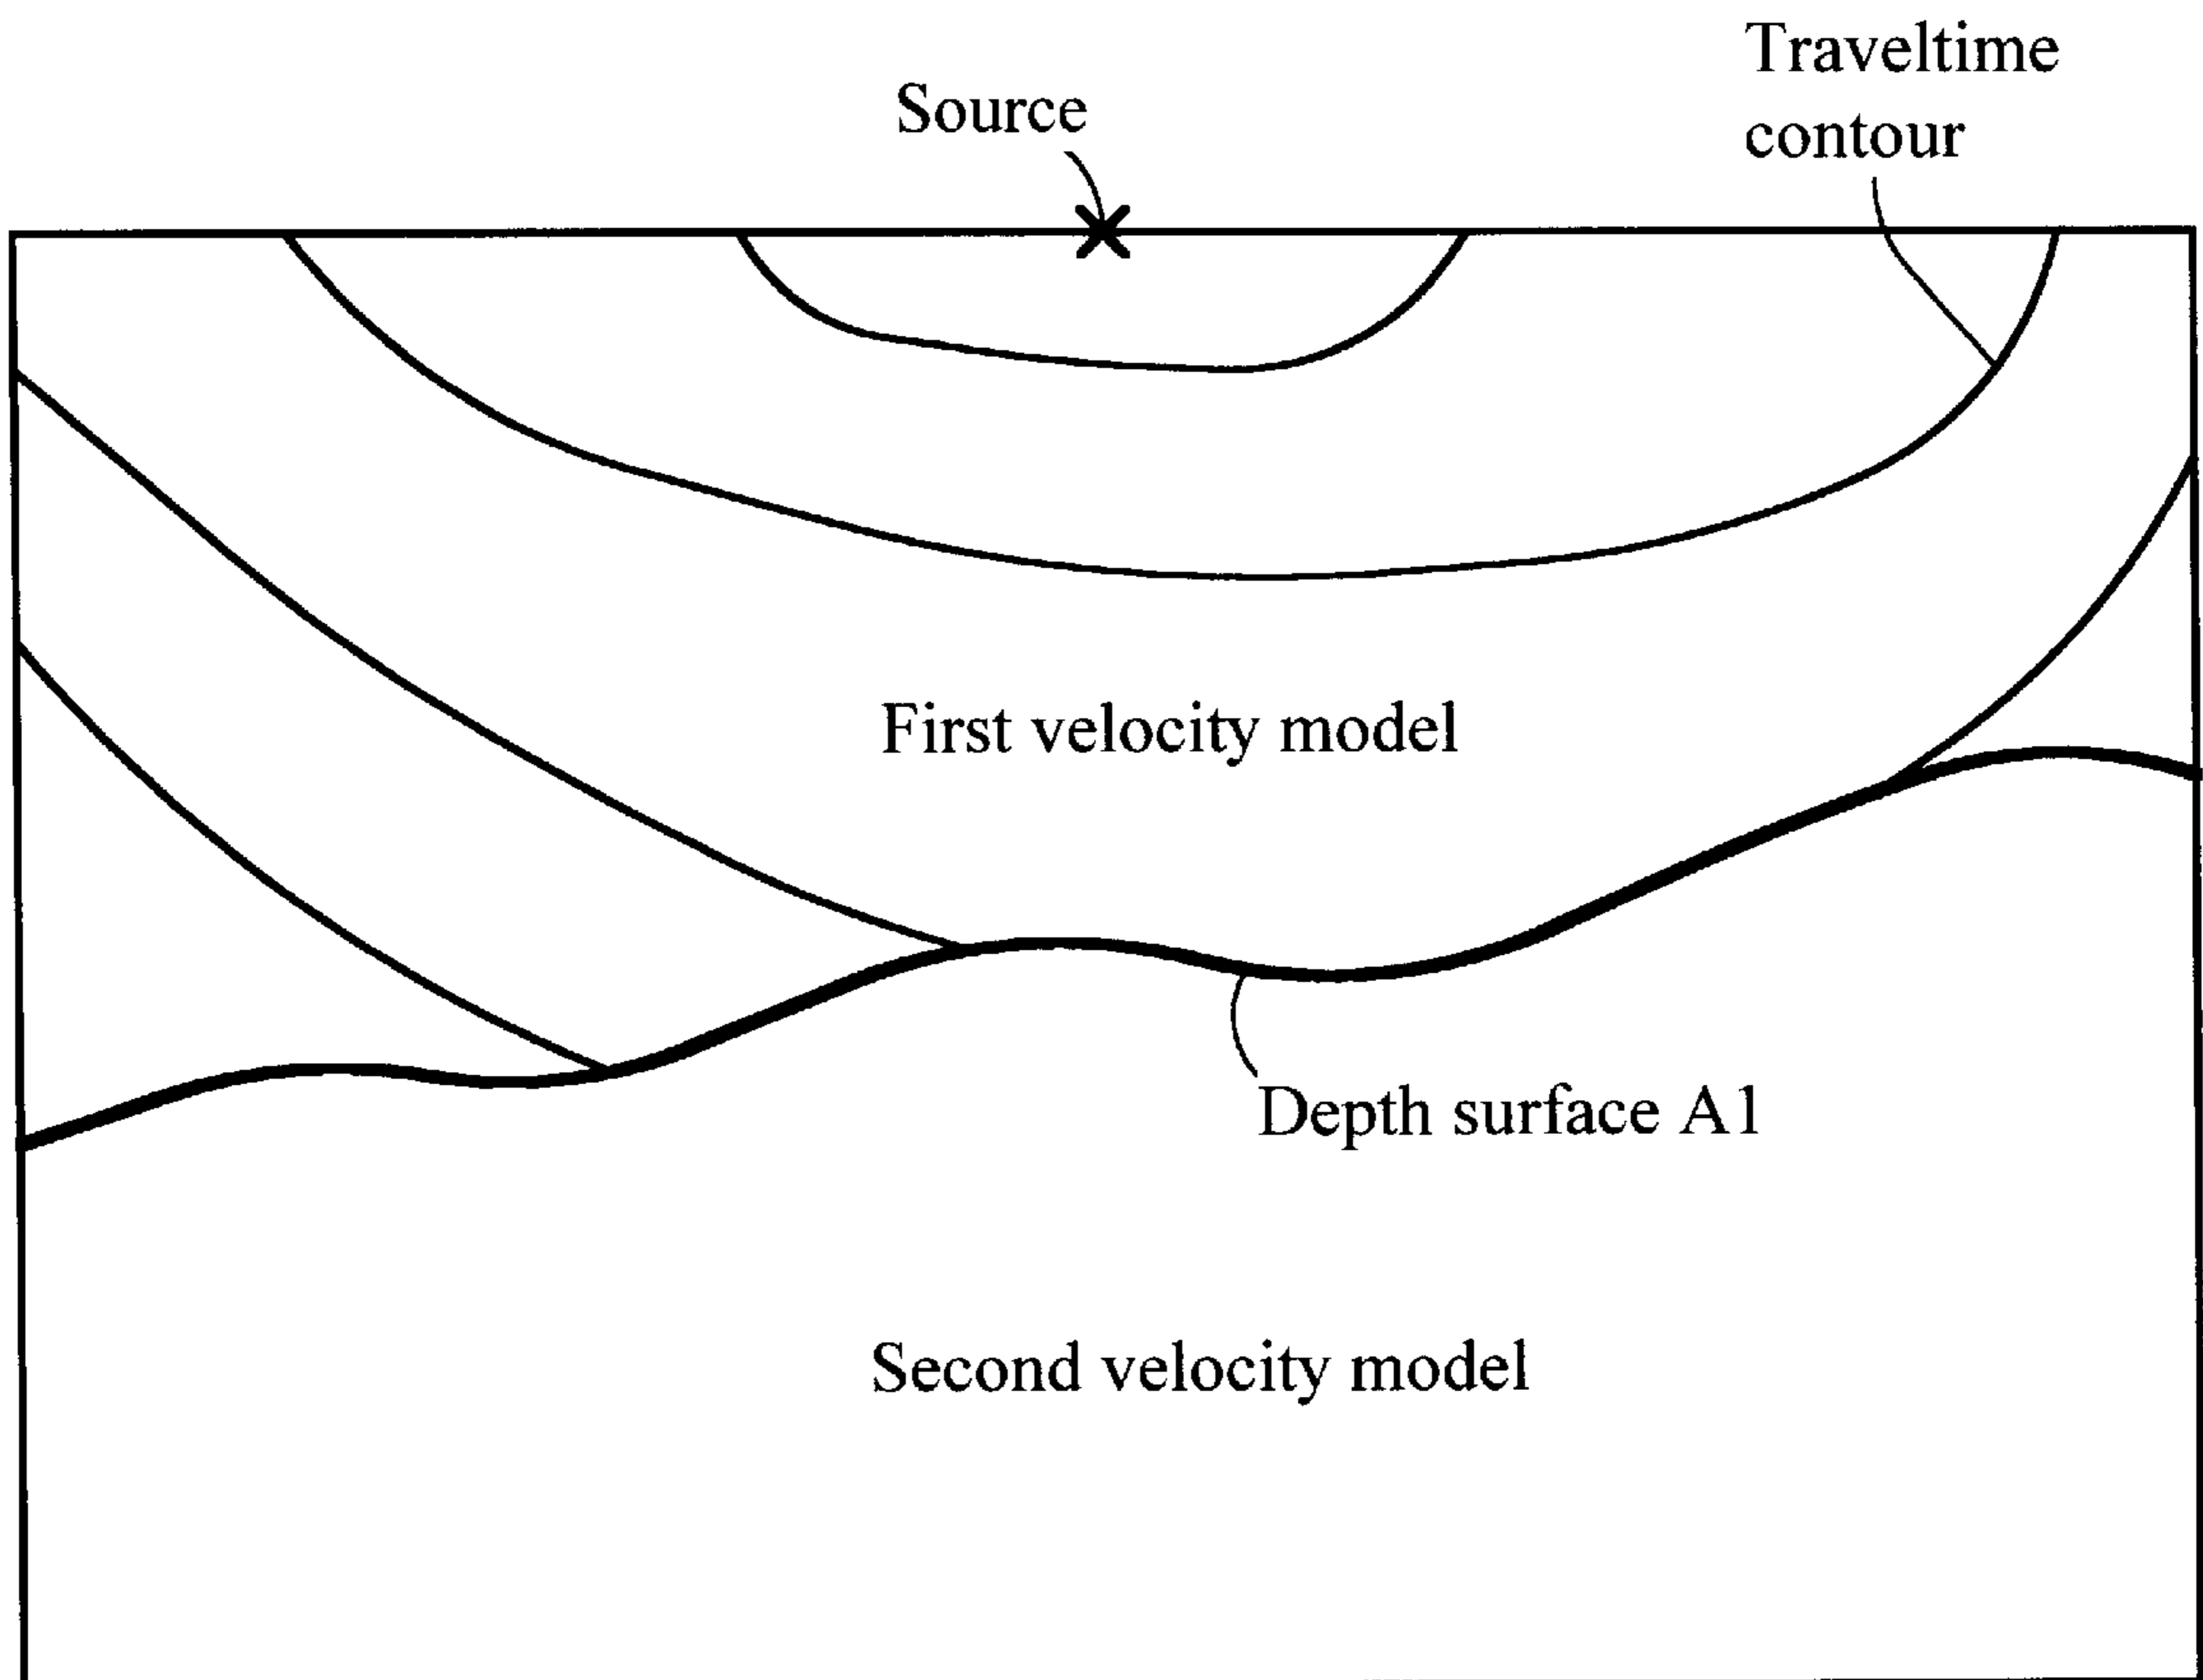 Source
Traveltime
contour
First velocity model
Depth surface A1
Second velocity model